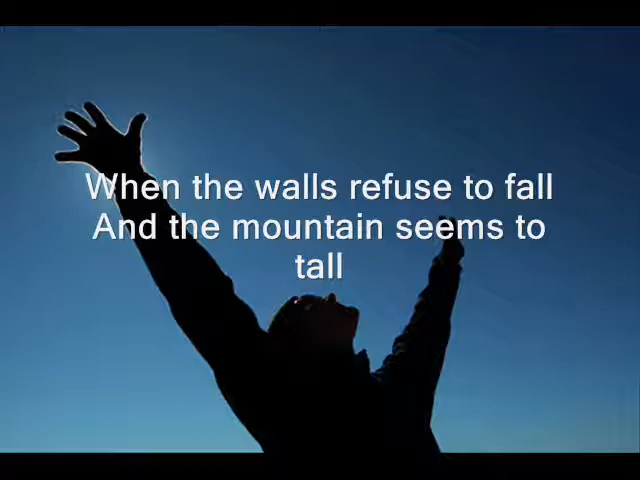 When the walls refuse to fall
And the mountain seems to
tall